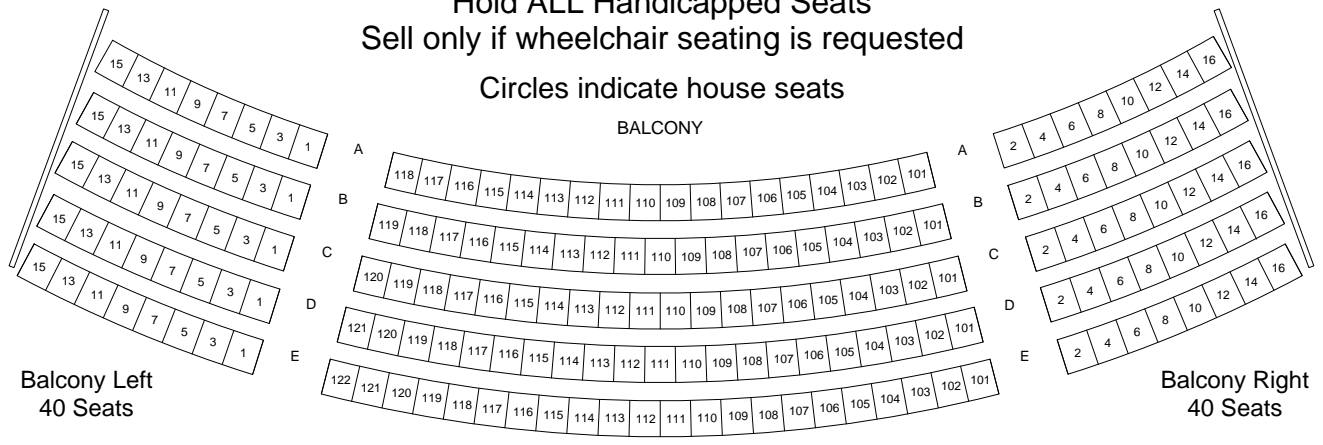 Hold ALL Handicapped Seats
Sell only if wheelchair seating is requested
Circles indicate house seats
BALCONY
15 13 11 9 7 5 3 1
A
118 117 116 115 114 113 112 111 110 109 108 107 106 105 104 103 102 101
A
2 4 6 8 10 12 14 16
15 13 11 9 7 5 3 1
B
119 118 117 116 115 114 113 112 111 110 109 108 107 106 105 104 103 102 101
B
2 4 6 8 10 12 14 16
15 13 11 9 7 5 3 1
C
120 119 118 117 116 115 114 113 112 111 110 109 108 107 106 105 104 103 102 101
C
2 4 6 8 10 12 14 16
15 13 11 9 7 5 3 1
D
121 120 119 118 117 116 115 114 113 112 111 110 109 108 107 106 105 104 103 102 101
D
2 4 6 8 10 12 14 16
15 13 11 9 7 5 3 1
E
122 121 120 119 118 117 116 115 114 113 112 111 110 109 108 107 106 105 104 103 102 101
E
2 4 6 8 10 12 14 16
Balcony Left
40 Seats
Balcony Right
40 Seats